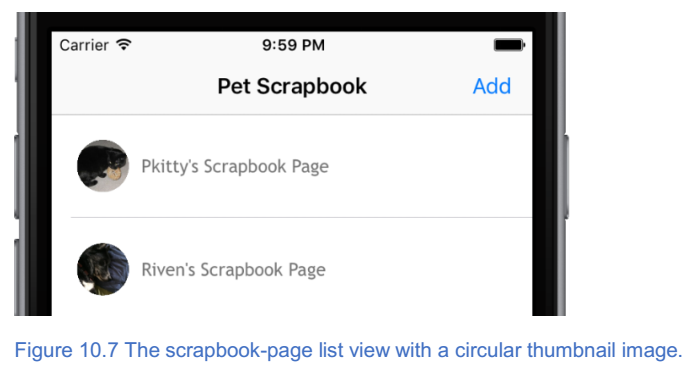 Carrier 9:59 PM
Pet Scrapbook Add
Pkitty's Scrapbook Page
Riven's Scrapbook Page
Figure 10.7 The scrapbook-page list view with a circular thumbnail image.